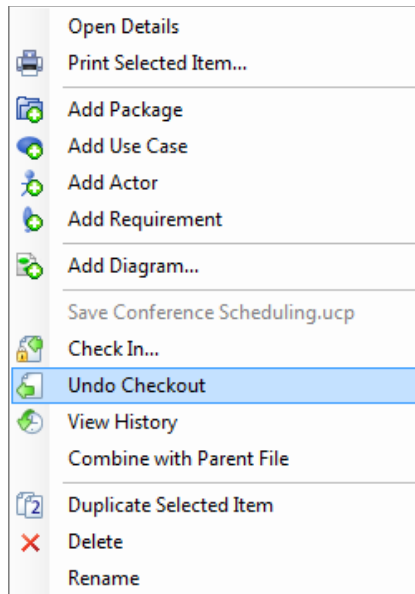 Open Details
Print Selected Item...
Add Package
Add Use Case
Add Actor
Add Requirement
Add Diagram...
Save Conference Scheduling.ucp
Check In...
Undo Checkout
View History
Combine with Parent File
2
Duplicate Selected Item
Delete
Rename